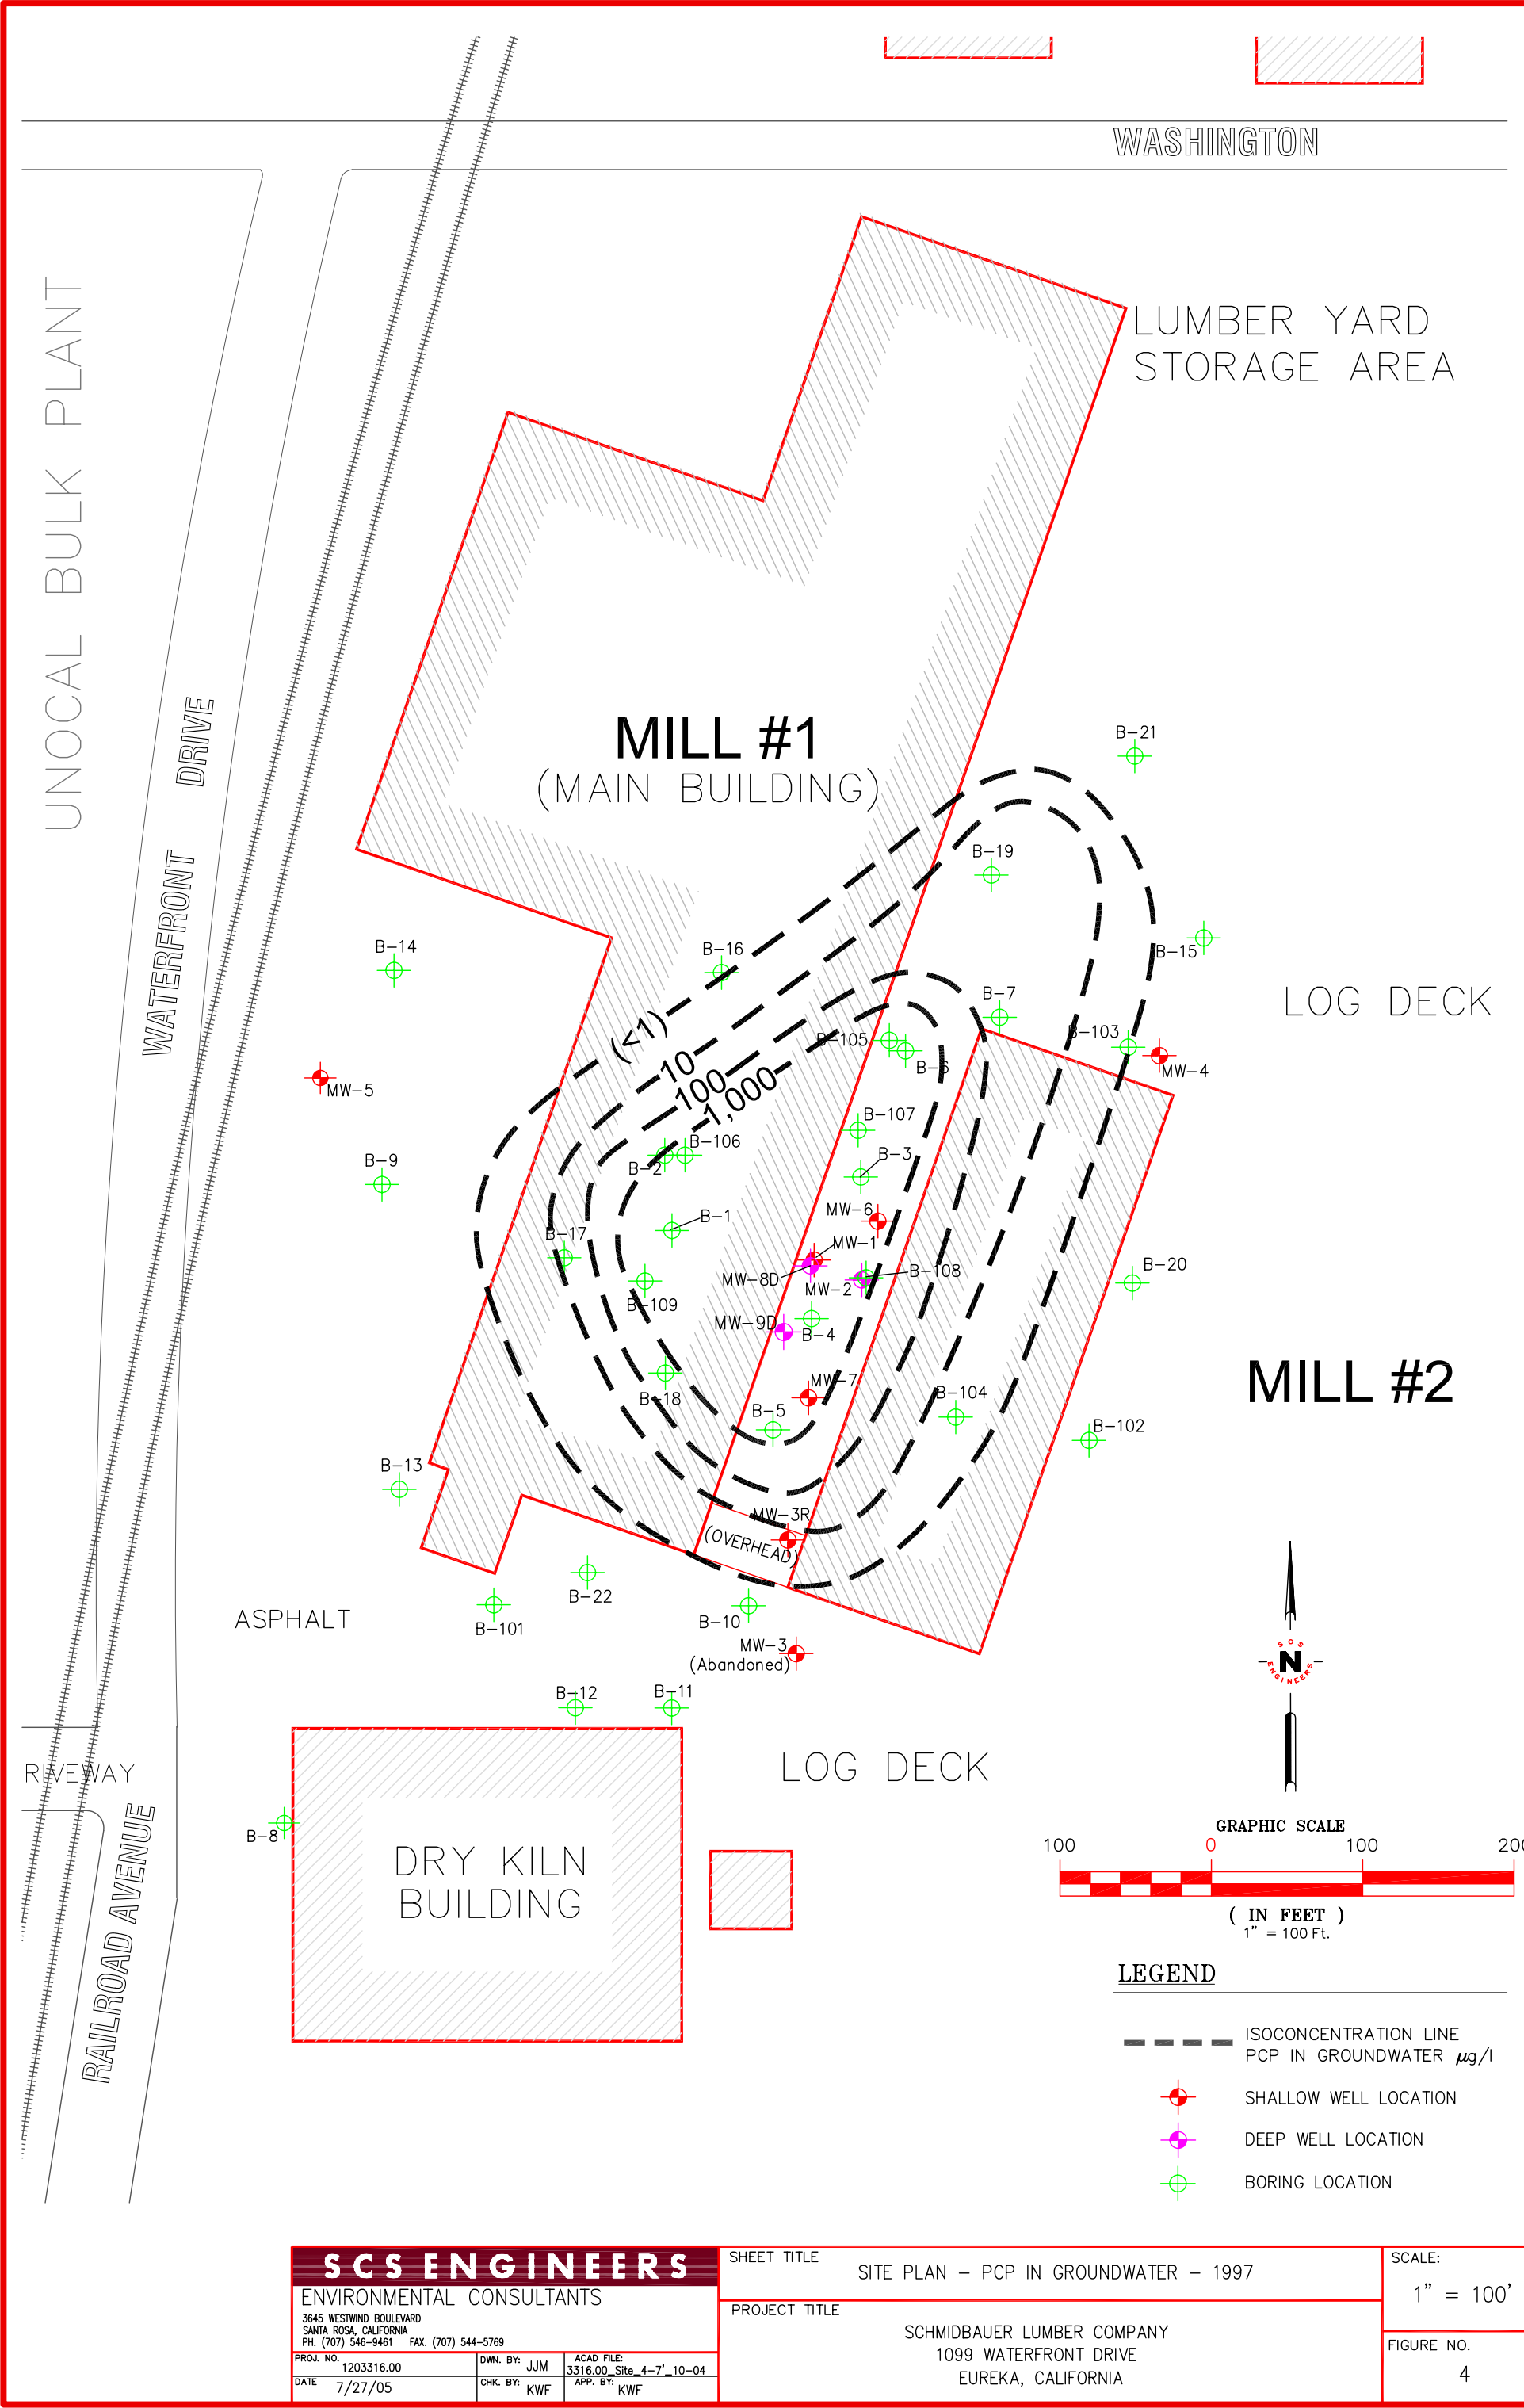 WASHINGTON
UNOCAL BULK PLANT
LUMBER YARD
STORAGE AREA
WATERFRONT DRIVE
MILL #1
(MAIN BUILDING)
B-21
B-19
B-14
B-16
B-15
LOG DECK
B-7
(<1)
B-105
B-103
B-6
MW-4
MW-5
10
100
1,000
B-107
B-106
B-2
B-3
B-9
MW-6
B-1
B-17
MW-1
MW-8D
MW-2
B-108
B-20
B-109
MW-9D
B-4
MW-7
B-18
B-104
MILL #2
B-5
B-102
B-13
MW-3R
(OVERHEAD)
B-22
ASPHALT
B-101
B-10
MW-3
(Abandoned)
SCS
N
ENGINEERS
B-12
B-11
RIVEWAY
LOG DECK
B-8
DRY KILN
BUILDING
RAILROAD AVENUE
GRAPHIC SCALE
100 0 100 200
( IN FEET )
1" = 100 Ft.
LEGEND
ISOCONCENTRATION LINE
PCP IN GROUNDWATER µg/l
SHALLOW WELL LOCATION
DEEP WELL LOCATION
BORING LOCATION
SCS ENGINEERS
ENVIRONMENTAL CONSULTANTS
3645 WESTWIND BOULEVARD
SANTA ROSA, CALIFORNIA
PH. (707) 546-9461 FAX. (707) 544-5769
PROJ. NO.
1203316.00
DWN. BY:
JJM
ACAD FILE:
3316.00_Site_4-7'_10-04
DATE
7/27/05
CHK. BY:
KWF
APP. BY:
KWF
SHEET TITLE
SITE PLAN - PCP IN GROUNDWATER - 1997
PROJECT TITLE
SCHMIDBAUER LUMBER COMPANY
1099 WATERFRONT DRIVE
EUREKA, CALIFORNIA
SCALE:
1" = 100'
FIGURE NO.
4